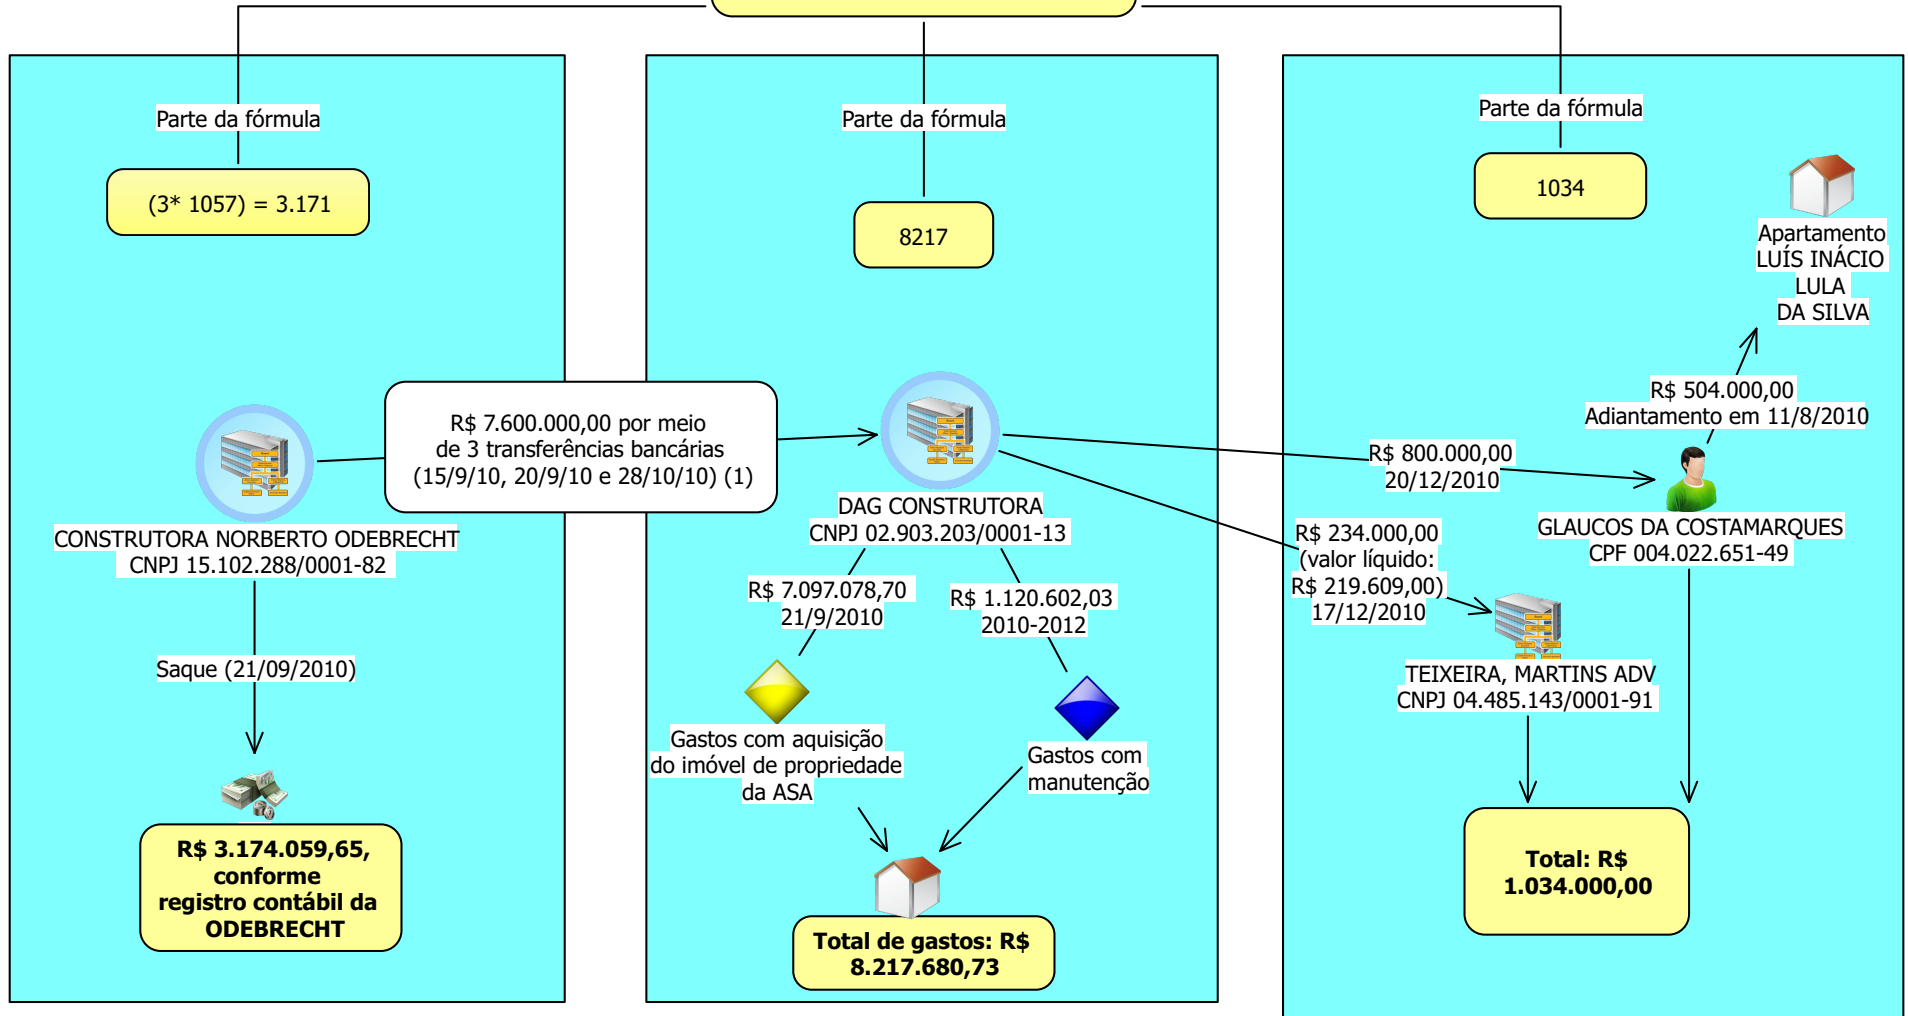 Parte da fórmula
(3* 1057) = 3.171
CONSTRUTORA NORBERTO ODEBRECHT
CNPJ 15.102.288/0001-82
Saque (21/09/2010)
R$ 3.174.059,65,
conforme
registro contábil da
ODEBRECHT
R$ 7.600.000,00 por meio
de 3 transferências bancárias
(15/9/10, 20/9/10 e 28/10/10) (1)
Parte da fórmula
8217
DAG CONSTRUTORA
CNPJ 02.903.203/0001-13
R$ 7.097.078,70
21/9/2010
R$ 1.120.602,03
2010-2012
Gastos com aquisição
do imóvel de propriedade
da ASA
Gastos com
manutenção
Total de gastos: R$
8.217.680,73
Parte da fórmula
1034
Apartamento
LUÍS INÁCIO
LULA
DA SILVA
R$ 504.000,00
Adiantamento em 11/8/2010
R$ 800.000,00
20/12/2010
GLAUCOS DA COSTAMARQUES
CPF 004.022.651-49
R$ 234.000,00
(valor líquido:
R$ 219.609,00)
17/12/2010
TEIXEIRA, MARTINS ADV
CNPJ 04.485.143/0001-91
Total: R$
1.034.000,00